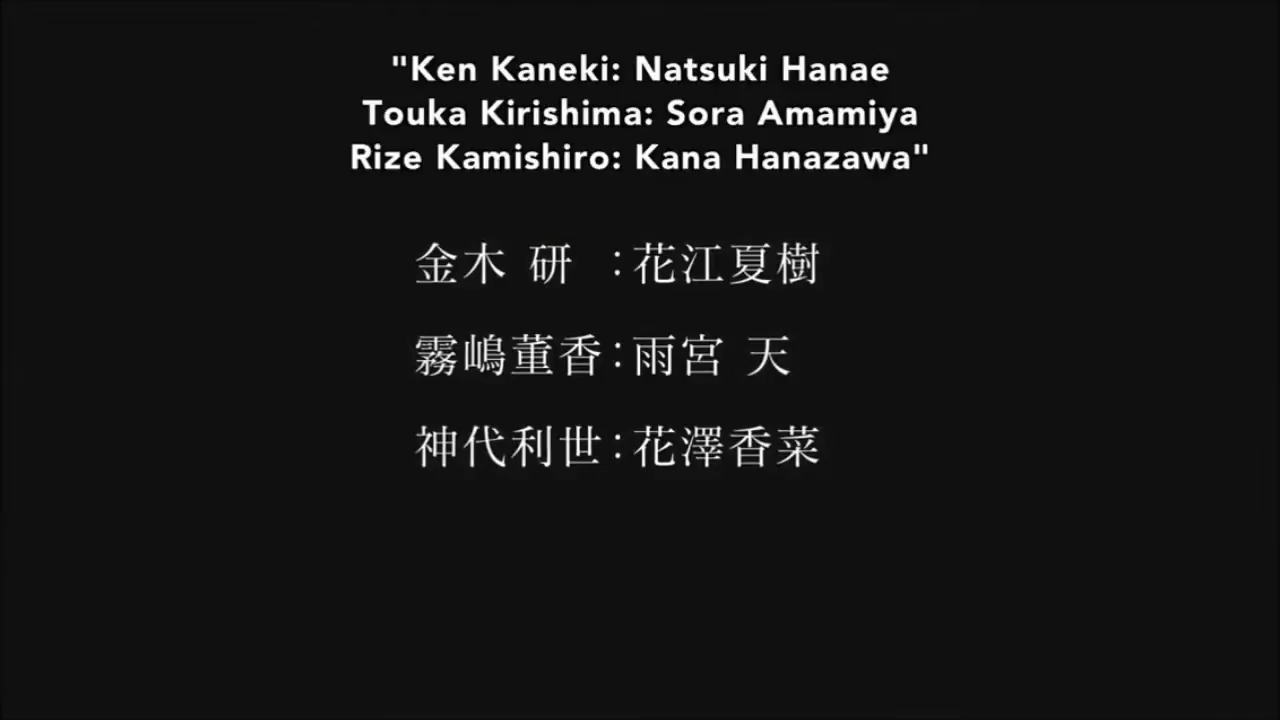 "Ken Kaneki: Natsuki Hanae
Touka Kirishima: Sora Amamiya
Rize Kamishiro: Kana Hanazawa"
金木 研 :花江夏樹
霧嶋董香:雨宮 天
神代利世:花澤香菜